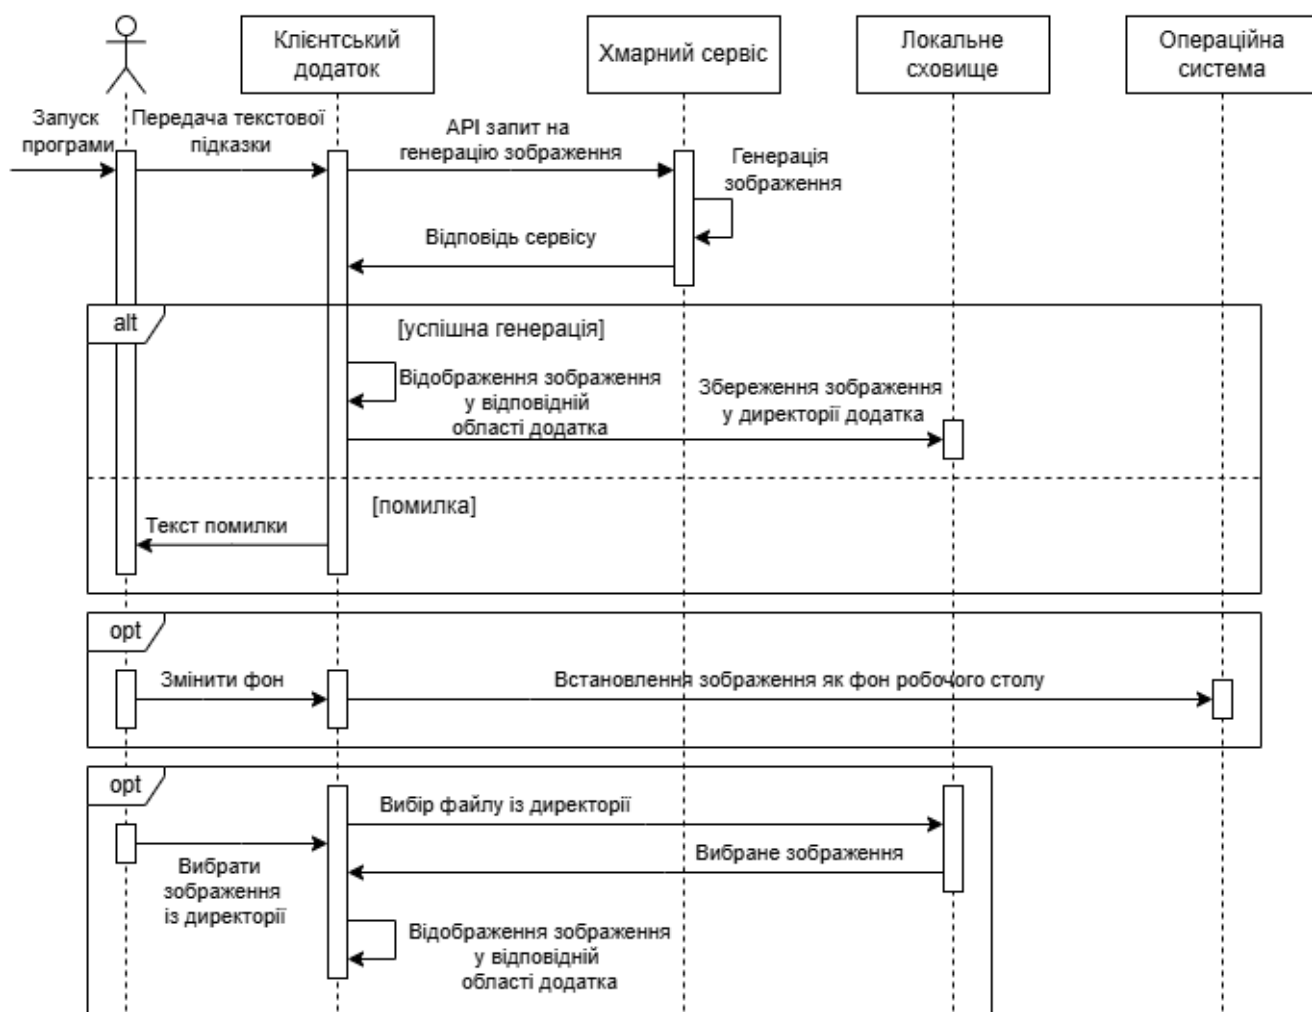 Клієнтський
додаток
Хмарний сервіс
Локальне
сховище
Операційна
система
Запуск
програми
Передача текстової
підказки
API запит на
генерацію зображення
Генерація
зображення
Відповідь сервісу
alt
[успішна генерація]
Відображення зображення
у відповідній
області додатка
Збереження зображення
у директорії додатка
[помилка]
Текст помилки
opt
Змінити фон
Встановлення зображення як фон робочого столу
opt
Вибір файлу із директорії
Вибране зображення
Вибрати
зображення
із директорії
Відображення зображення
у відповідній
області додатка